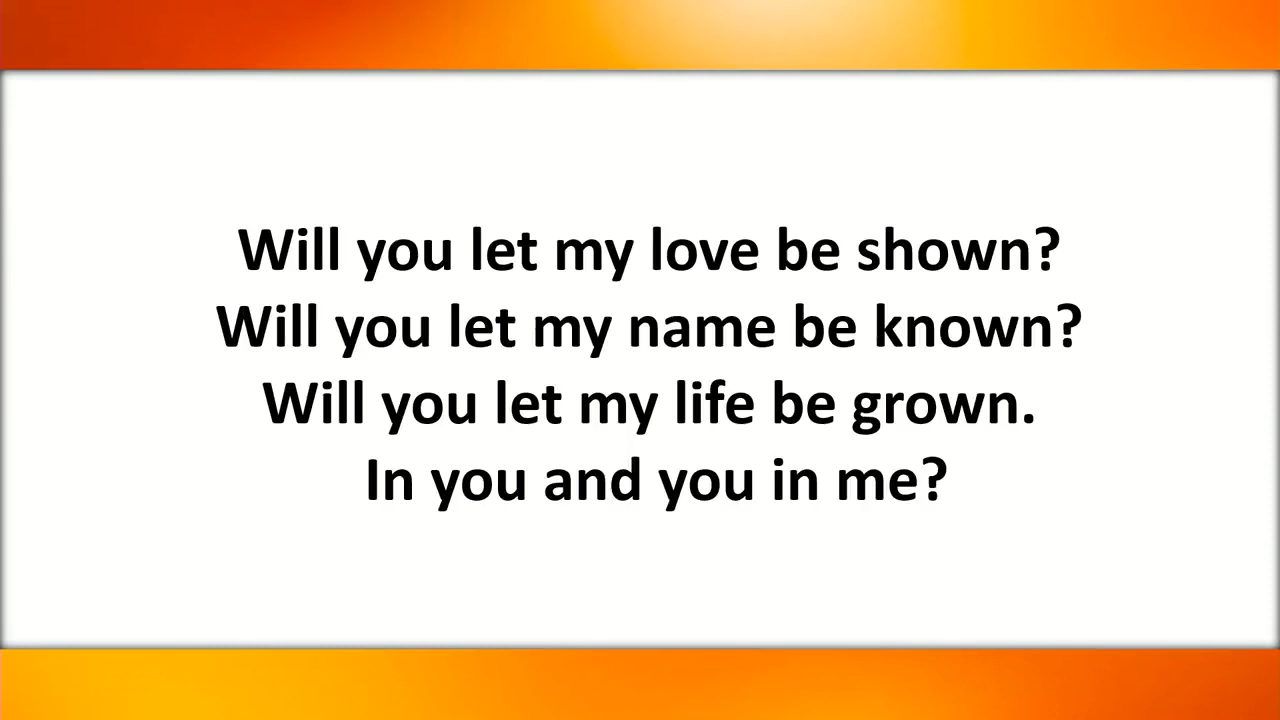 Will you let my love be shown?
Will you let my name be known?
Will you let my life be grown.
In you and you in me?